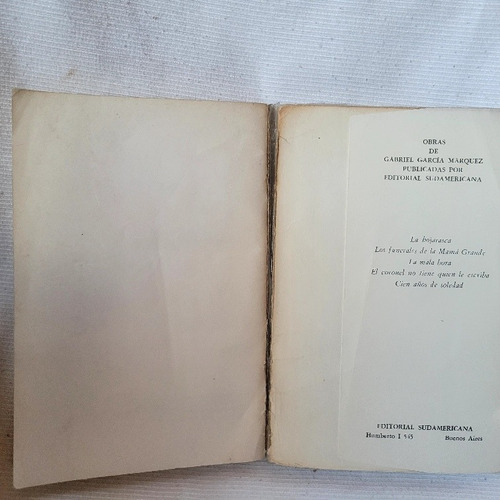 OBRAS
DE
GABRIEL GARCÍA MÁRQUEZ
PUBLICADAS POR
EDITORIAL SUDAMERICANA
La hojarasca
Los funerales de la Mamá Grande
La mala hora
El coronel no tiene quien le escriba
Cien años de soledad
EDITORIAL SUDAMERICANA
Humberto I 545 Buenos Aires